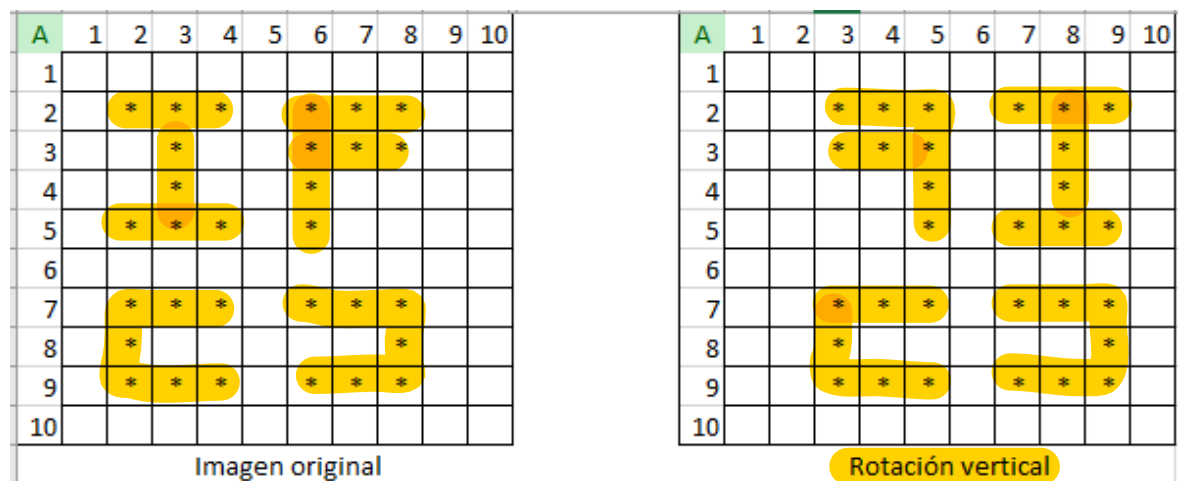 A 1 2 3 4 5 6 7 8 9 10 A 1 2 3 4 5 6 7 8 9 10
1 1
2 * * * * * * 2 * * * * * *
3 * * * * 3 * * * *
4 * * 4 * *
5 * * * * 5 * * * *
6 6
7 * * * * * * 7 * * * * * *
8 * * 8 * *
9 * * * * * * 9 * * * * * *
10 10
Imagen original Rotación vertical